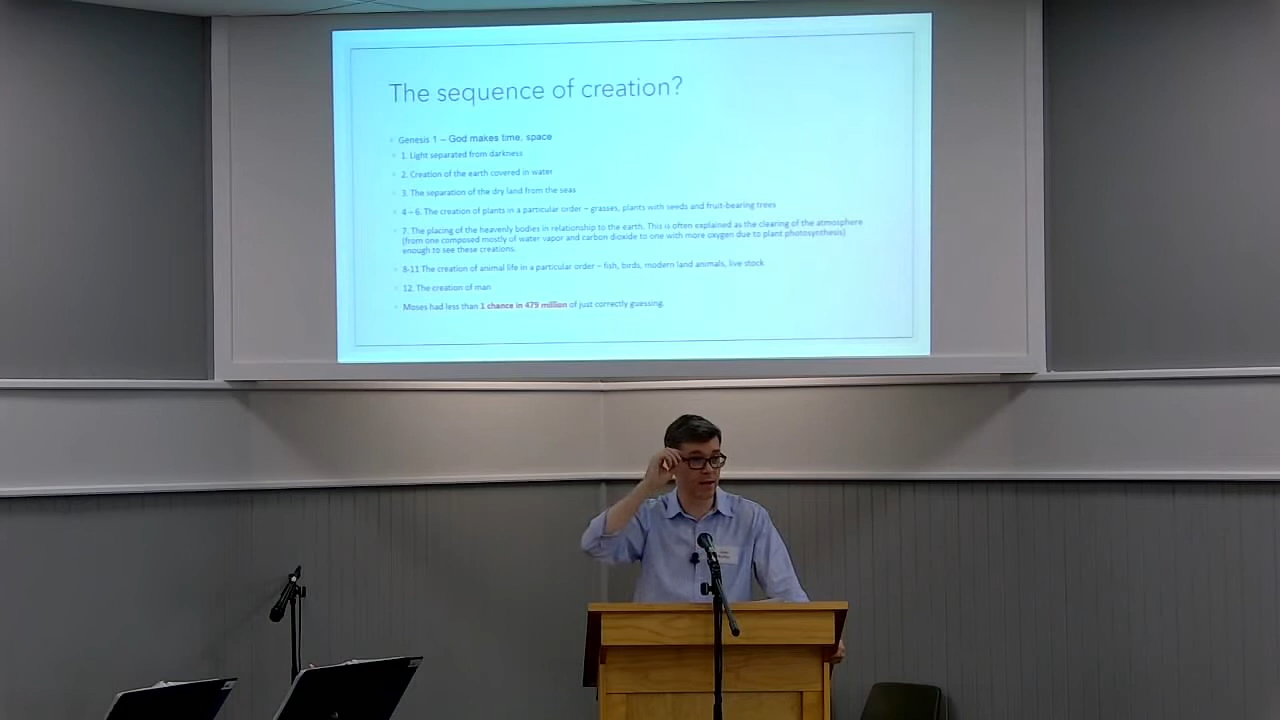 The sequence of creation?
Genesis 1 – God makes time, space
1. Light separated from darkness
2. Creation of the earth covered in water
3. The separation of the dry land from the seas
4 – 6. The creation of plants in a particular order – grasses, plants with seeds and fruit-bearing trees
7. The placing of the heavenly bodies in relationship to the earth. This is often explained as the clearing of the atmosphere
(from one composed mostly of water vapor and carbon dioxide to one with more oxygen due to plant photosynthesis)
enough to see these creations.
8-11 The creation of animal life in a particular order – fish, birds, modern land animals, live stock
12. The creation of man
Moses had less than 1 chance in 479 million of just correctly guessing.